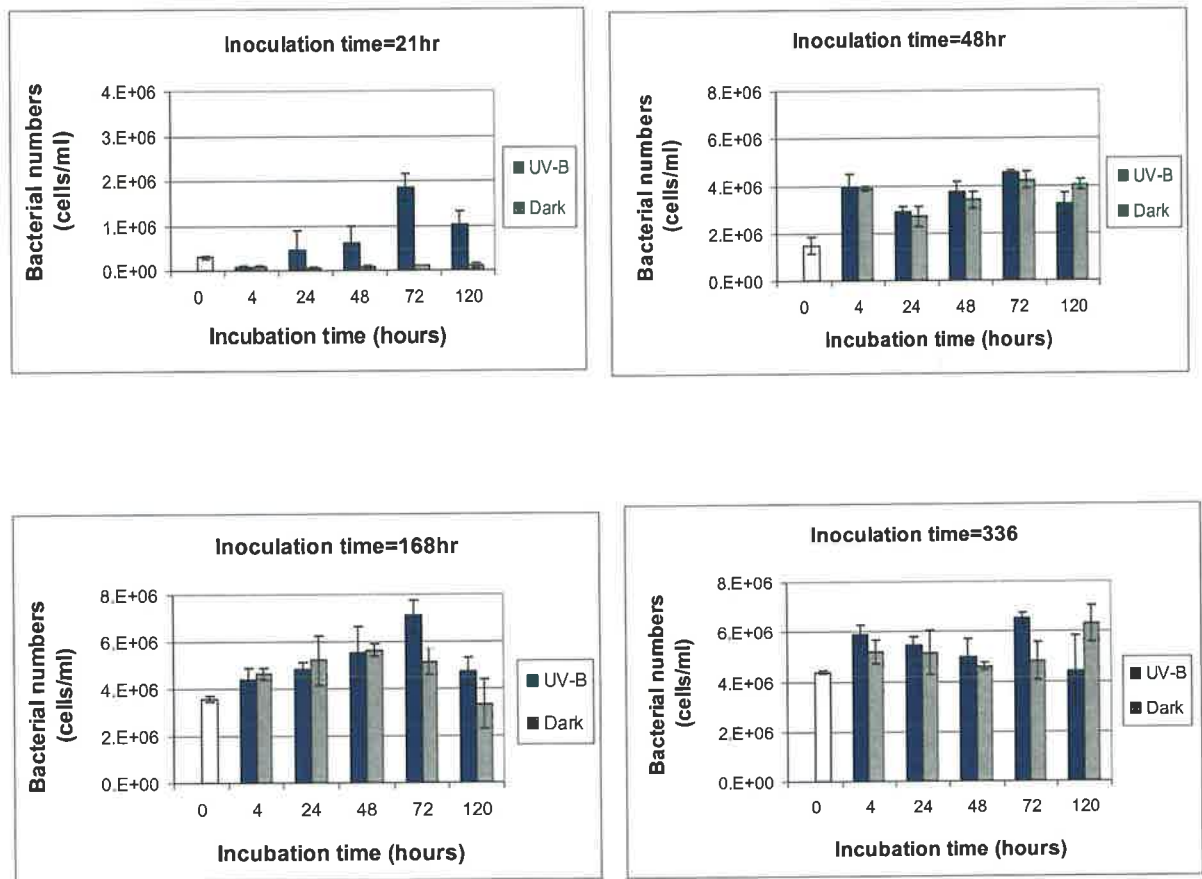 Inoculation time=21hr
Bacterial numbers
(cells/ml)
4.E+06
3.E+06
2.E+06
1.E+06
0.E+00
0 4 24 48 72 120
Incubation time (hours)
UV-B
Dark
Inoculation time=48hr
Bacterial numbers
(cells/ml)
8.E+06
6.E+06
4.E+06
2.E+06
0.E+00
0 4 24 48 72 120
Incubation time (hours)
UV-B
Dark
Inoculation time=168hr
Bacterial numbers
(cells/ml)
8.E+06
6.E+06
4.E+06
2.E+06
0.E+00
0 4 24 48 72 120
Incubation time (hours)
UV-B
Dark
Inoculation time=336
Bacterial numbers
(cells/ml)
8.E+06
6.E+06
4.E+06
2.E+06
0.E+00
0 4 24 48 72 120
Incubation time (hours)
UV-B
Dark